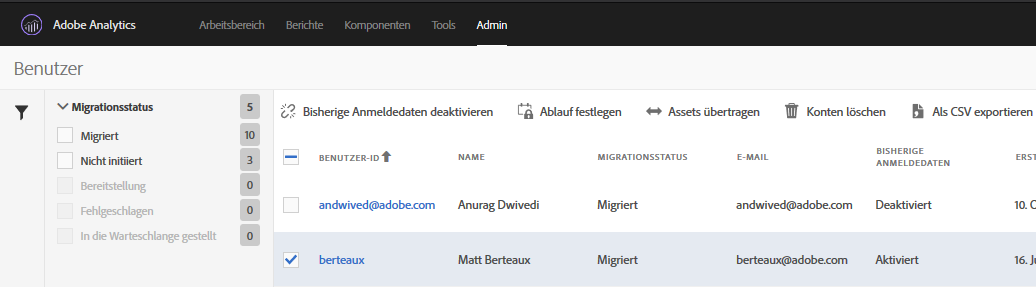 Adobe Analytics Arbeitsbereich Berichte Komponenten Tools Admin
Benutzer
Migrationsstatus 5
Migriert 10
Nicht initiiert 3
Bereitstellung 0
Fehlgeschlagen 0
In die Warteschlange gestellt 0
Bisherige Anmeldedaten deaktivieren Ablauf festlegen Assets übertragen Konten löschen Als CSV exportieren
BENUTZER-ID NAME MIGRATIONSSTATUS E-MAIL BISHERIGE
ANMELDEDATEN ERST
andwived@adobe.com Anurag Dwivedi Migriert andwived@adobe.com Deaktiviert 10.
berteaux Matt Berteaux Migriert berteaux@adobe.com Aktiviert 16.